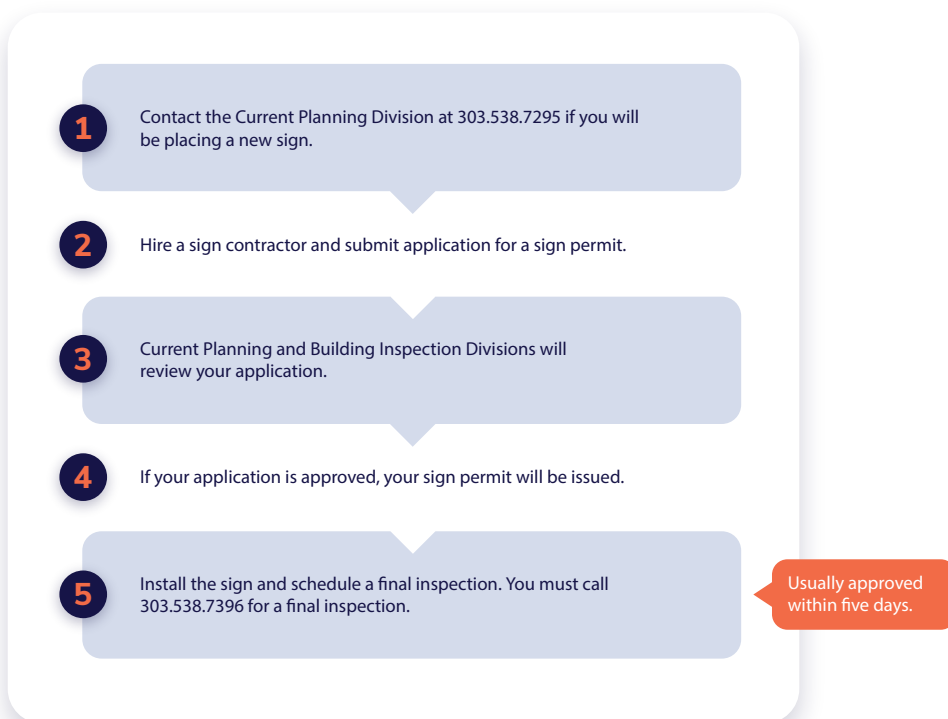 1
Contact the Current Planning Division at 303.538.7295 if you will
be placing a new sign.
2
Hire a sign contractor and submit application for a sign permit.
3
Current Planning and Building Inspection Divisions will
review your application.
4
If your application is approved, your sign permit will be issued.
5
Install the sign and schedule a final inspection. You must call
303.538.7396 for a final inspection.
Usually approved
within five days.